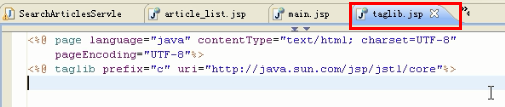 SearchArticlesServle article_list.jsp main.jsp taglib.jsp
<%@ page language="java" contentType="text/html; charset=UTF-8"
pageEncoding="UTF-8"%>
<%@ taglib prefix="c" uri="http://java.sun.com/jsp/jstl/core"%>